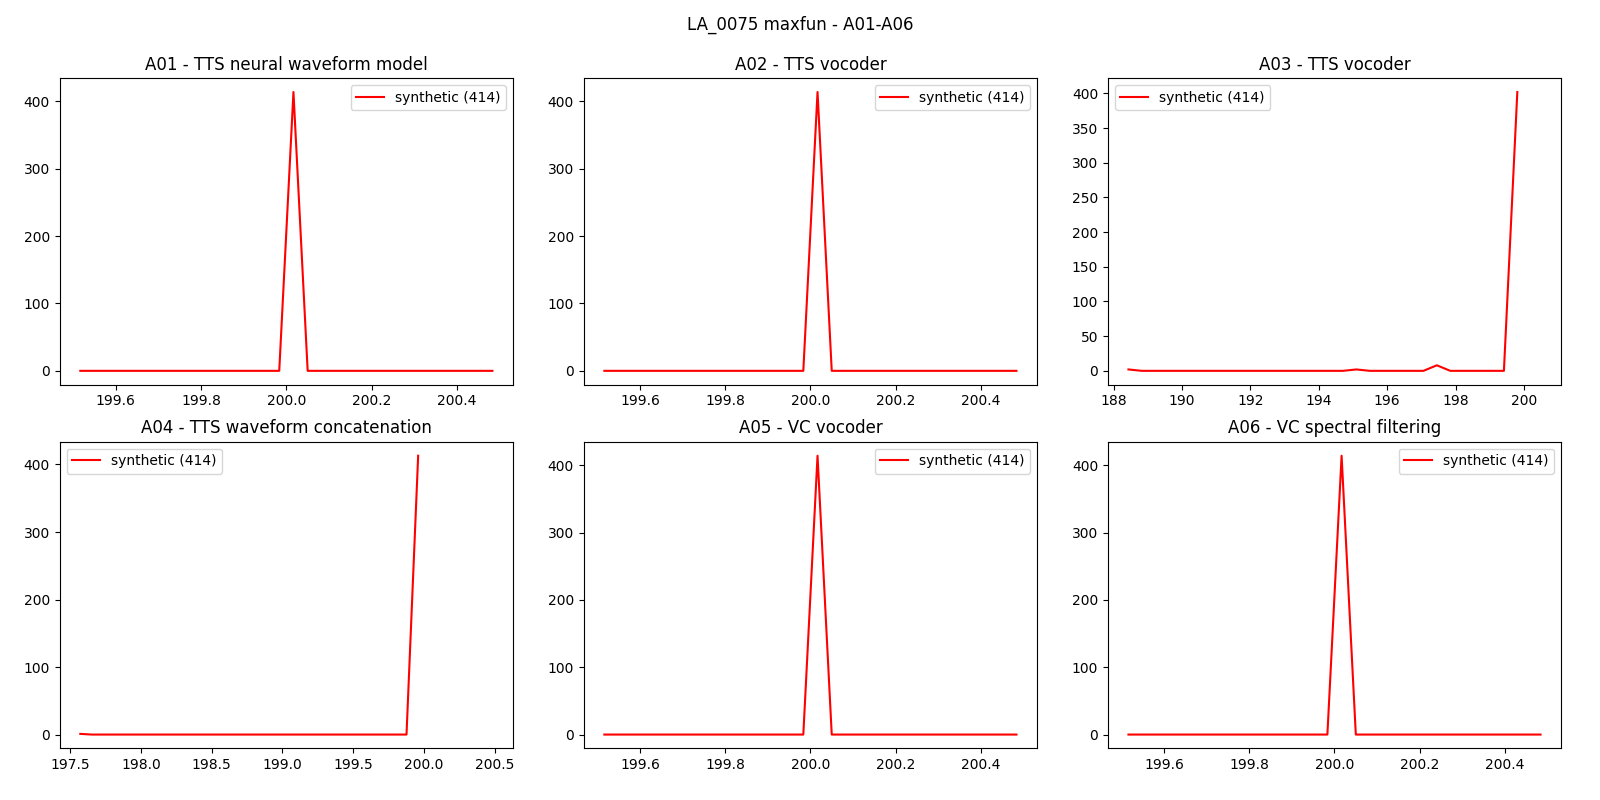 LA_0075 maxfun - A01-A06
A01 - TTS neural waveform model
synthetic (414)
400
300
200
100
0
199.6 199.8 200.0 200.2 200.4
A02 - TTS vocoder
synthetic (414)
400
300
200
100
0
199.6 199.8 200.0 200.2 200.4
A03 - TTS vocoder
synthetic (414)
400
350
300
250
200
150
100
50
0
188 190 192 194 196 198 200
A04 - TTS waveform concatenation
synthetic (414)
400
300
200
100
0
197.5 198.0 198.5 199.0 199.5 200.0 200.5
A05 - VC vocoder
synthetic (414)
400
300
200
100
0
199.6 199.8 200.0 200.2 200.4
A06 - VC spectral filtering
synthetic (414)
400
300
200
100
0
199.6 199.8 200.0 200.2 200.4